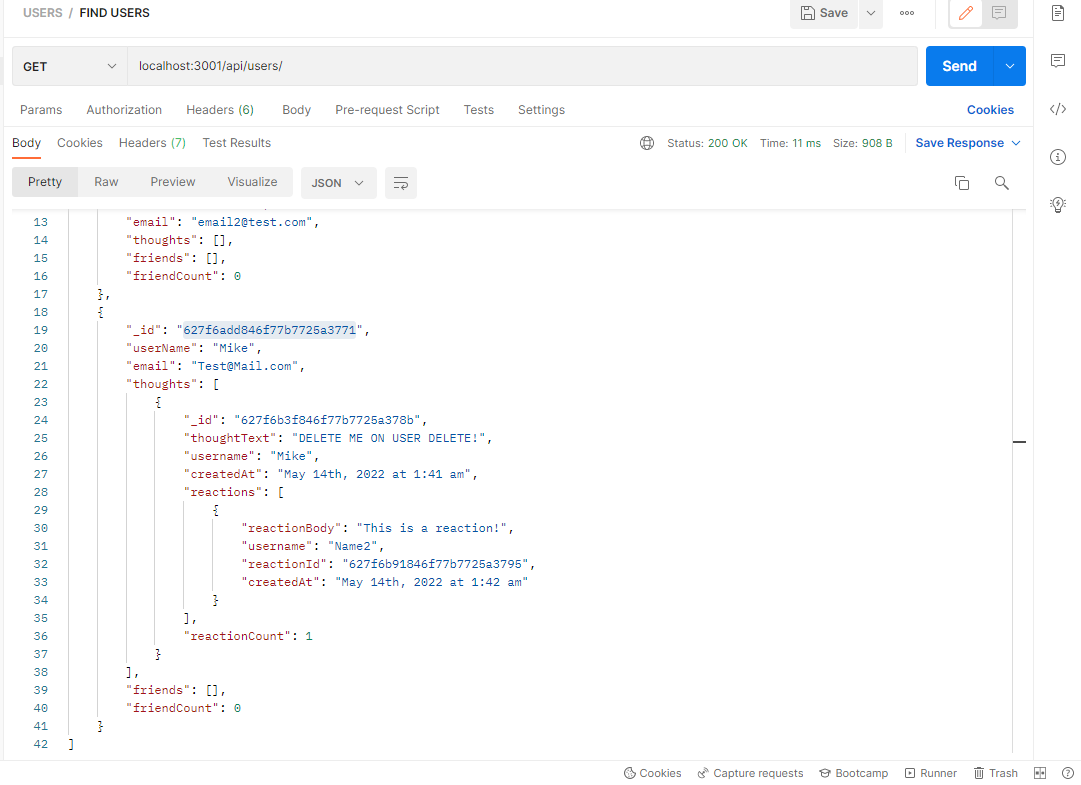 USERS / FIND USERS
Save
GET localhost:3001/api/users/ Send
Params Authorization Headers (6) Body Pre-request Script Tests Settings Cookies
Body Cookies Headers (7) Test Results Status: 200 OK Time: 11 ms Size: 908 B Save Response
Pretty Raw Preview Visualize JSON
13 "email": "email2@test.com",
14 "thoughts": [],
15 "friends": [],
16 "friendCount": 0
17 },
18 {
19 "_id": "627f6add846f77b7725a3771",
20 "userName": "Mike",
21 "email": "Test@Mail.com",
22 "thoughts": [
23 {
24 "_id": "627f6b3f846f77b7725a378b",
25 "thoughtText": "DELETE ME ON USER DELETE!",
26 "username": "Mike",
27 "createdAt": "May 14th, 2022 at 1:41 am",
28 "reactions": [
29 {
30 "reactionBody": "This is a reaction!",
31 "username": "Name2",
32 "reactionId": "627f6b91846f77b7725a3795",
33 "createdAt": "May 14th, 2022 at 1:42 am"
34 }
35 ],
36 "reactionCount": 1
37 }
38 ],
39 "friends": [],
40 "friendCount": 0
41 }
42 ]
Cookies Capture requests Bootcamp Runner Trash